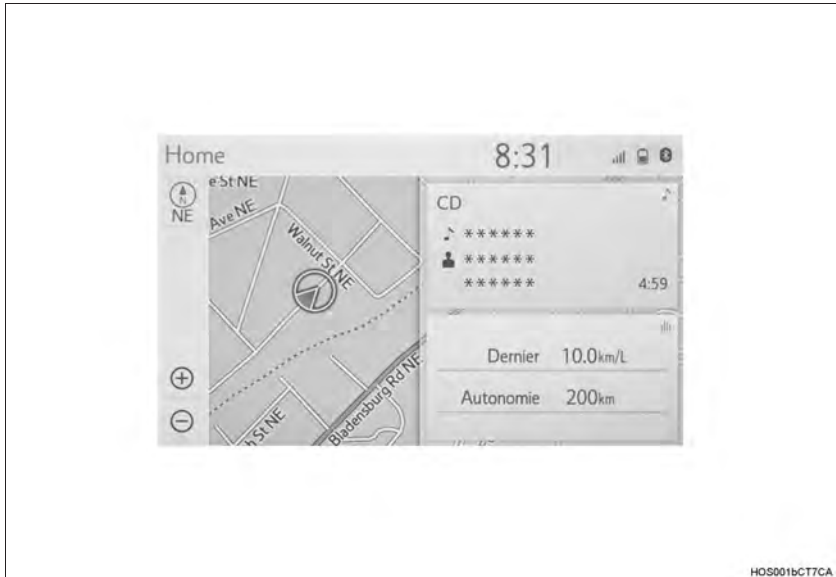 Home
8:31
N
NE
e St NE
Ave NE
Walnut St NE
Bladensburg Rd NE
h St NE
CD
******
******
******
4:59
Dernier 10.0km/L
Autonomie 200km
HOS001bCT7CA